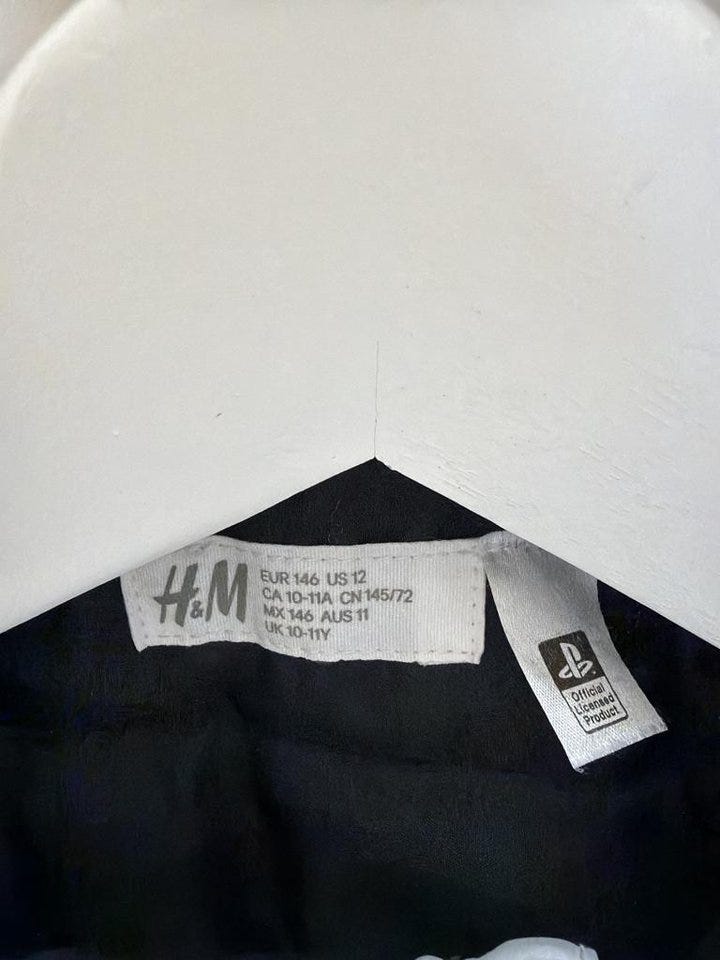 H&M
EUR 146 US 12
CA 10-11A CN 145/72
MX 146 AUS 11
UK 10-11Y
Official
Licensed
Product